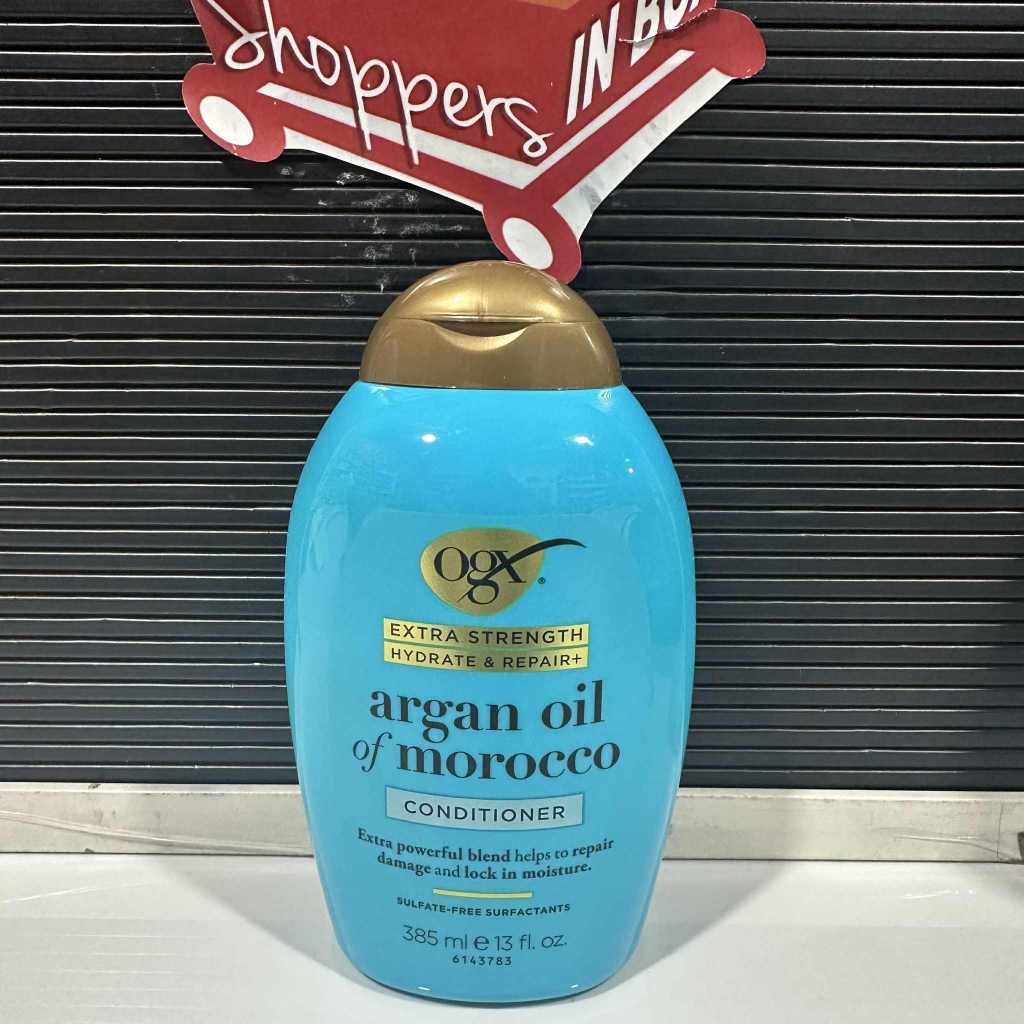 Shoppers
IN
ogx
EXTRA STRENGTH
HYDRATE & REPAIR+
argan oil
of morocco
CONDITIONER
Extra powerful blend helps to repair
damage and lock in moisture.
SULFATE-FREE SURFACTANTS
385 ml e 13 fl. oz.
6143783